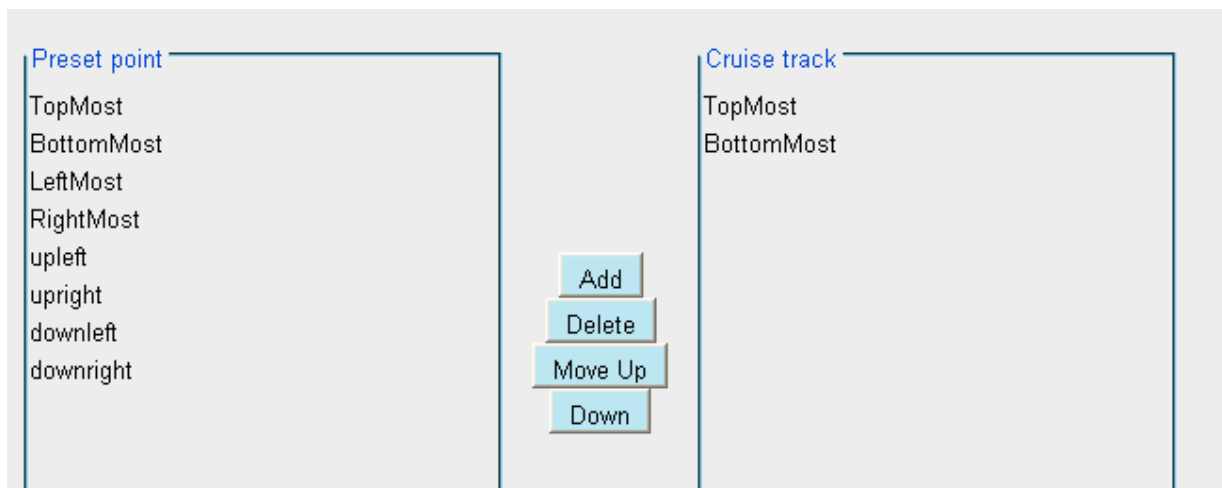 Preset point
TopMost
BottomMost
LeftMost
RightMost
upleft
upright
downleft
downright
Add
Delete
Move Up
Down
Cruise track
TopMost
BottomMost